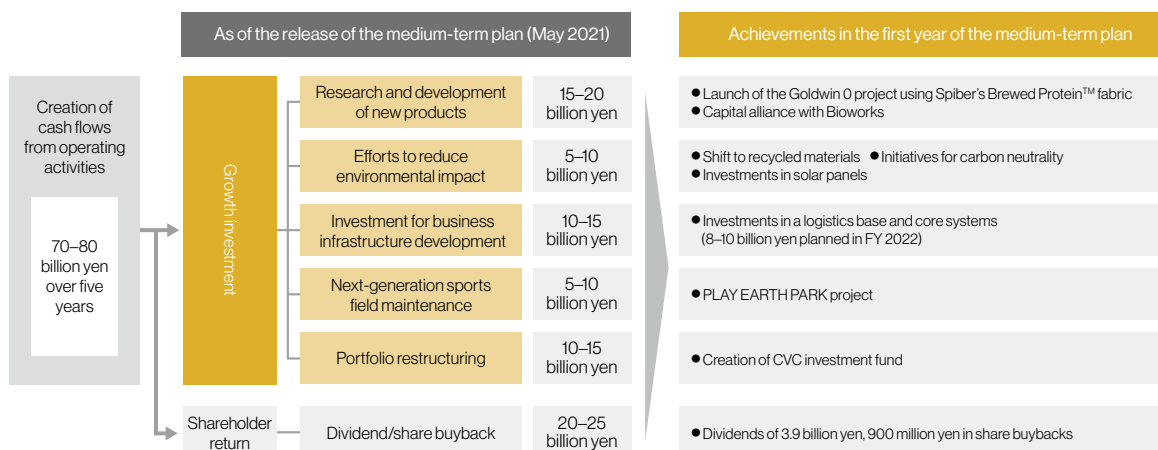 As of the release of the medium-term plan (May 2021)
Achievements in the first year of the medium-term plan
Creation of
cash flows
from operating
activities
70–80
billion yen
over five
years
Growth investment
Research and development
of new products
15–20
billion yen
● Launch of the Goldwin 0 project using Spiber's Brewed Protein™ fabric
● Capital alliance with Bioworks
Efforts to reduce
environmental impact
5–10
billion yen
● Shift to recycled materials ● Initiatives for carbon neutrality
● Investments in solar panels
Investment for business
infrastructure development
10–15
billion yen
● Investments in a logistics base and core systems
(8–10 billion yen planned in FY 2022)
Next-generation sports
field maintenance
5–10
billion yen
● PLAY EARTH PARK project
Portfolio restructuring
10–15
billion yen
● Creation of CVC investment fund
Shareholder
return
Dividend/share buyback
20–25
billion yen
● Dividends of 3.9 billion yen, 900 million yen in share buybacks